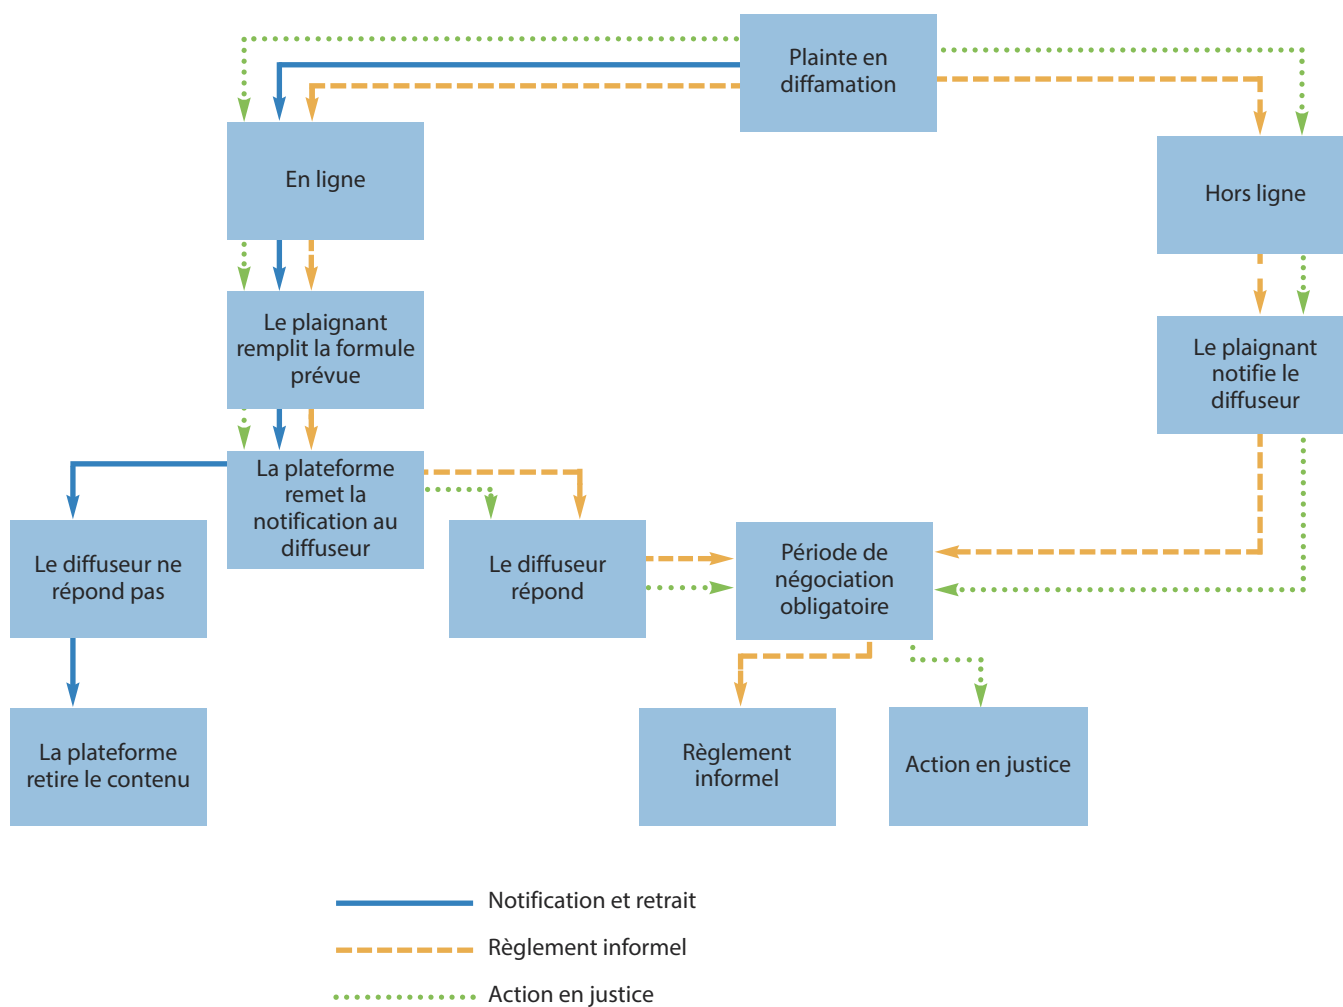 Plainte en
diffamation
En ligne
Hors ligne
Le plaignant
remplit la formule
prévue
Le plaignant
notifie le
diffuseur
La plateforme
remet la
notification au
diffuseur
Le diffuseur ne
répond pas
Le diffuseur
répond
Période de
négociation
obligatoire
La plateforme
retire le contenu
Règlement
informel
Action en justice
Notification et retrait
Règlement informel
Action en justice